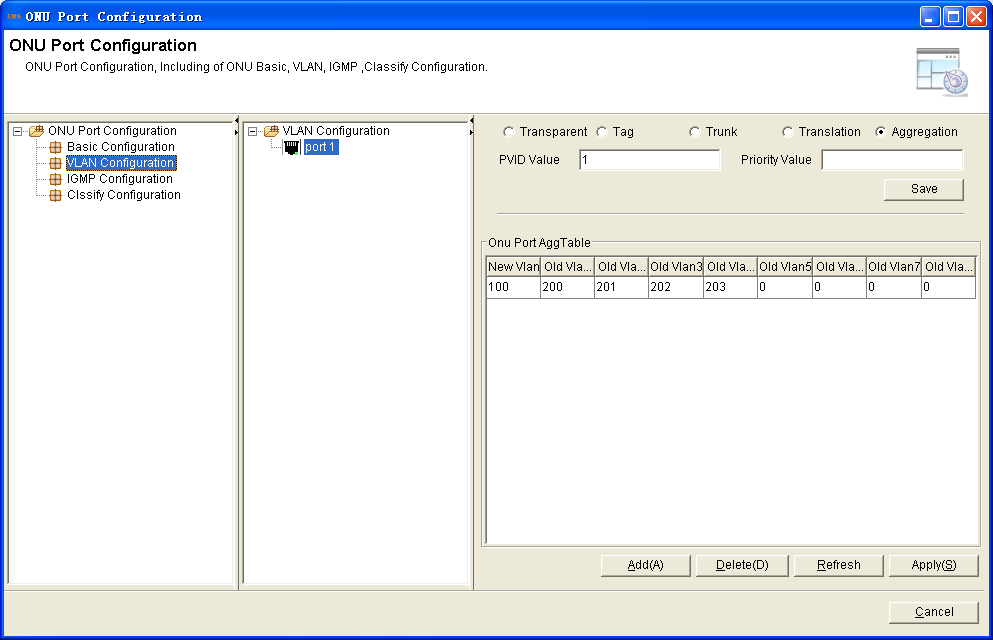 EMS ONU Port Configuration
ONU Port Configuration
ONU Port Configuration, Including of ONU Basic, VLAN, IGMP ,Classify Configuration.
ONU Port Configuration
Basic Configuration
VLAN Configuration
IGMP Configuration
Clssify Configuration
VLAN Configuration
port 1
Transparent Tag Trunk Translation Aggregation
PVID Value 1 Priority Value
Save
Onu Port AggTable
New Vlan Old Vla... Old Vla... Old Vlan3 Old Vla... Old Vlan5 Old Vla... Old Vlan7 Old Vla...
100 200 201 202 203 0 0 0 0
Add(A) Delete(D) Refresh Apply(S)
Cancel